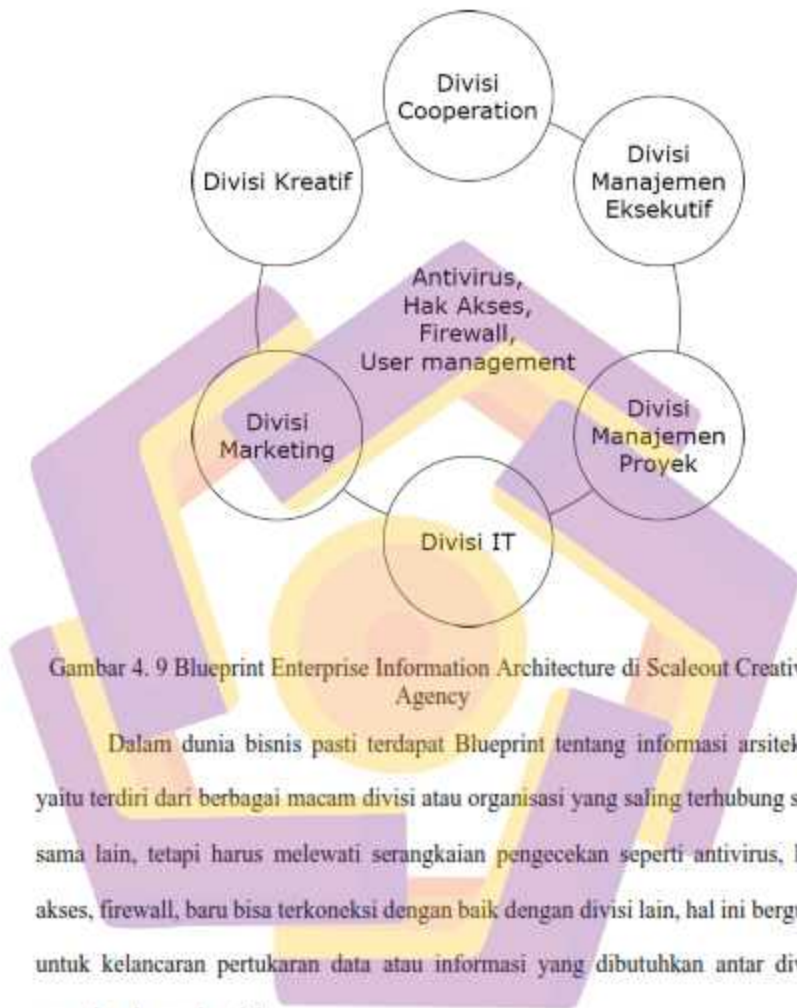 Divisi
Cooperation
Divisi Kreatif
Divisi
Manajemen
Eksekutif
Antivirus,
Hak Akses,
Firewall,
User management
Divisi
Marketing
Divisi
Manajemen
Proyek
Divisi IT
Gambar 4. 9 Blueprint Enterprise Information Architecture di Scaleout Creativ
Agency
Dalam dunia bisnis pasti terdapat Blueprint tentang informasi arsitek
yaitu terdiri dari berbagai macam divisi atau organisasi yang saling terhubung s
sama lain, tetapi harus melewati serangkaian pengecekan seperti antivirus,
akses, firewall, baru bisa terkoneksi dengan baik dengan divisi lain, hal ini berg
untuk kelancaran pertukaran data atau informasi yang dibutuhkan antar div